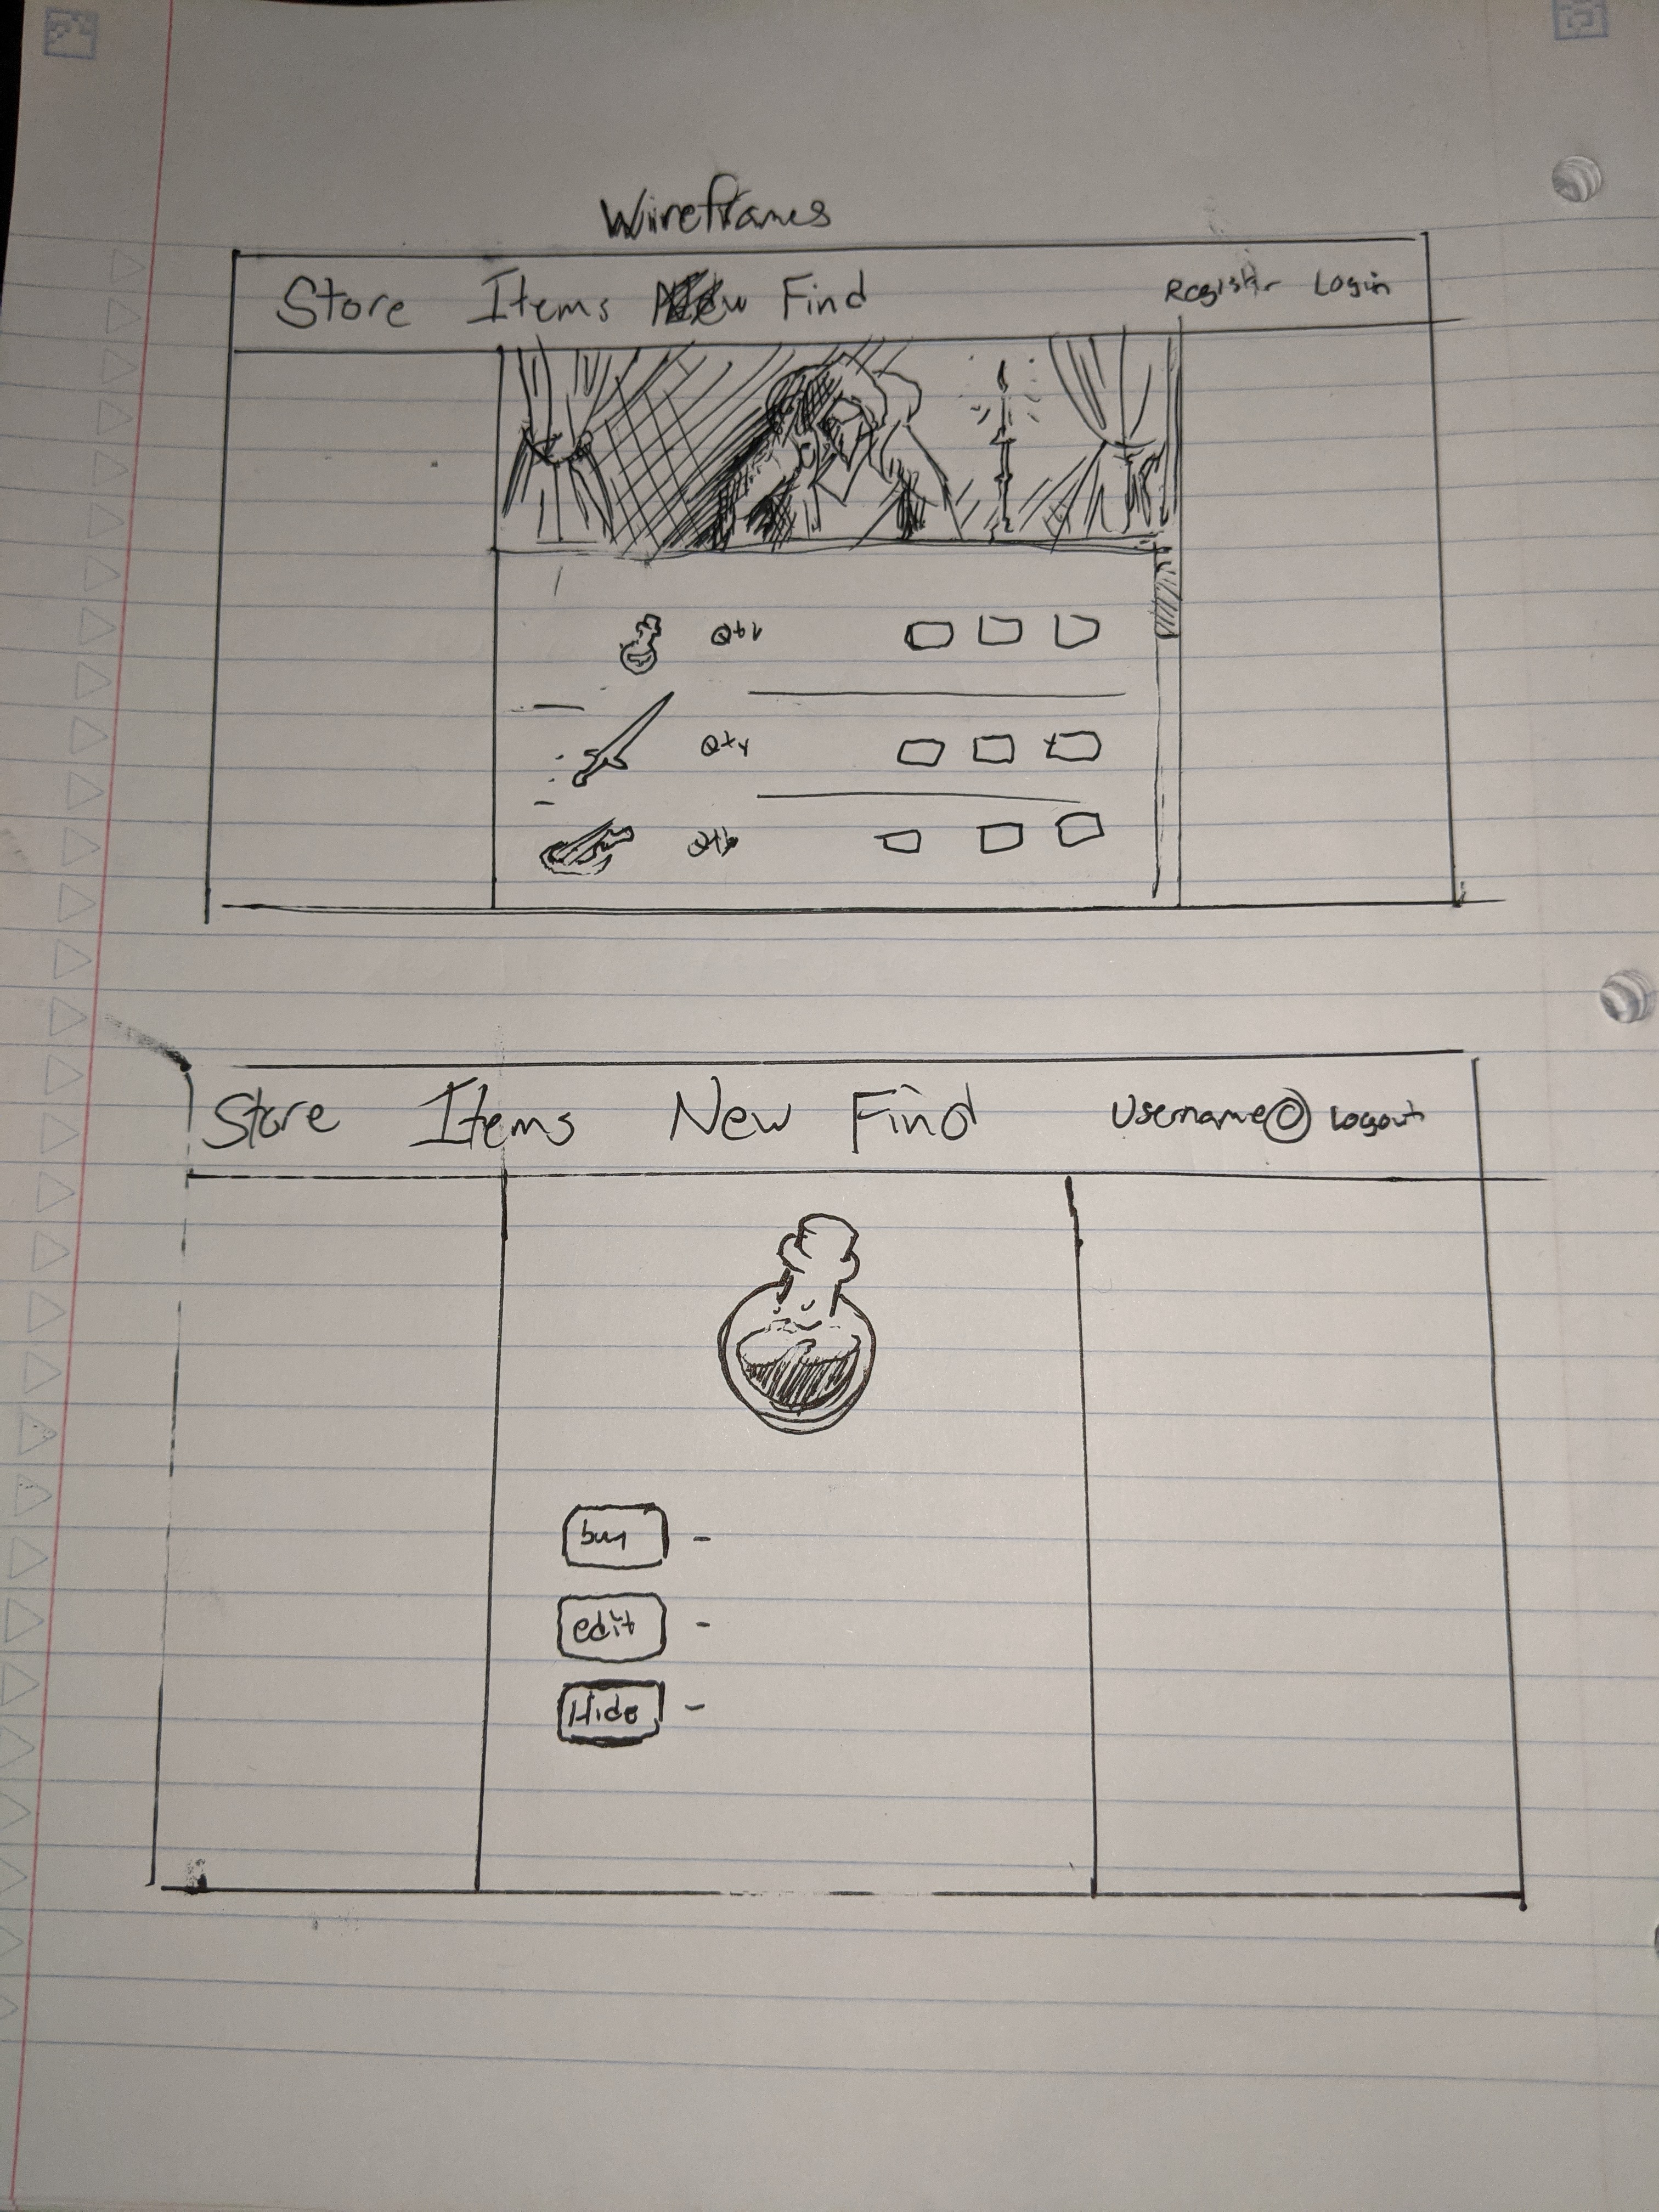 Wireframes
Store Items New Find Register Login
Qty
Qty
Qty
Store Items New Find Username Logout
buy -
edit -
Hide -